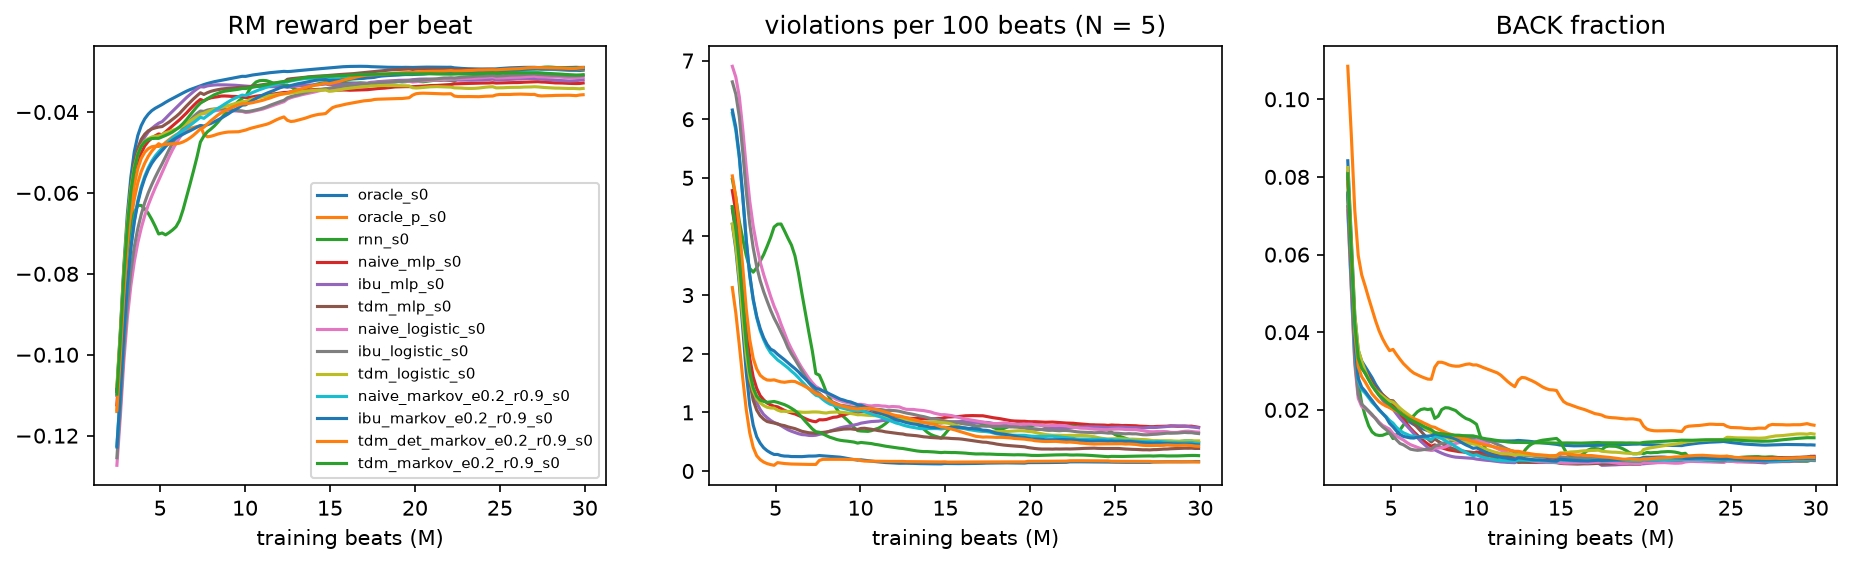 RM reward per beat
−0.04
−0.06
−0.08
−0.10
−0.12
5 10 15 20 25 30
training beats (M)
oracle_s0
oracle_p_s0
rnn_s0
naive_mlp_s0
ibu_mlp_s0
tdm_mlp_s0
naive_logistic_s0
ibu_logistic_s0
tdm_logistic_s0
naive_markov_e0.2_r0.9_s0
ibu_markov_e0.2_r0.9_s0
tdm_det_markov_e0.2_r0.9_s0
tdm_markov_e0.2_r0.9_s0
violations per 100 beats (N = 5)
7
6
5
4
3
2
1
0
5 10 15 20 25 30
training beats (M)
BACK fraction
0.10
0.08
0.06
0.04
0.02
5 10 15 20 25 30
training beats (M)